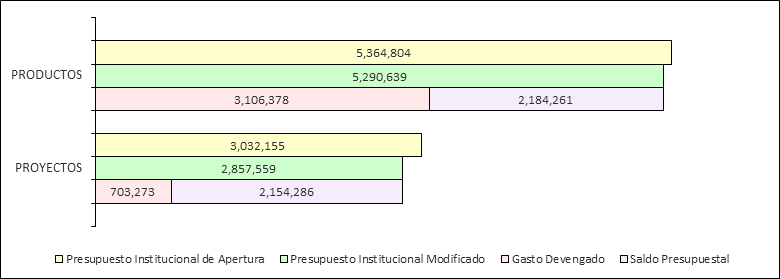 PRODUCTOS
5,364,804
5,290,639
3,106,378 2,184,261
PROYECTOS
3,032,155
2,857,559
703,273 2,154,286
Presupuesto Institucional de Apertura Presupuesto Institucional Modificado Gasto Devengado Saldo Presupuestal